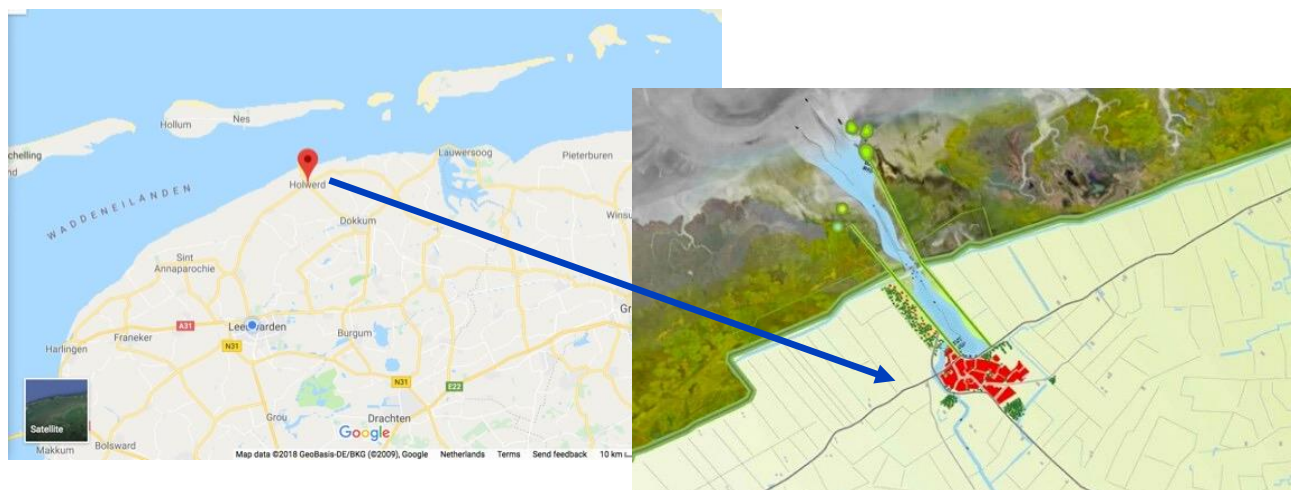 Hollum
Nes
chelling
nd
Lauwersoog
Pieterburen
Holwerd
WADDENEILANDEN
Dokkum
Winsu
Sint
Annaparochie
A31
Leeuwarden
Burgum
Gr
Franeker
N31
Harlingen
N31
E22
Satellite
Grou
Drachten
Google
Bolsward
Makkum
Map data ©2018 GeoBasis-DE/BKG (©2009), Google Netherlands Terms Send feedback 10 km